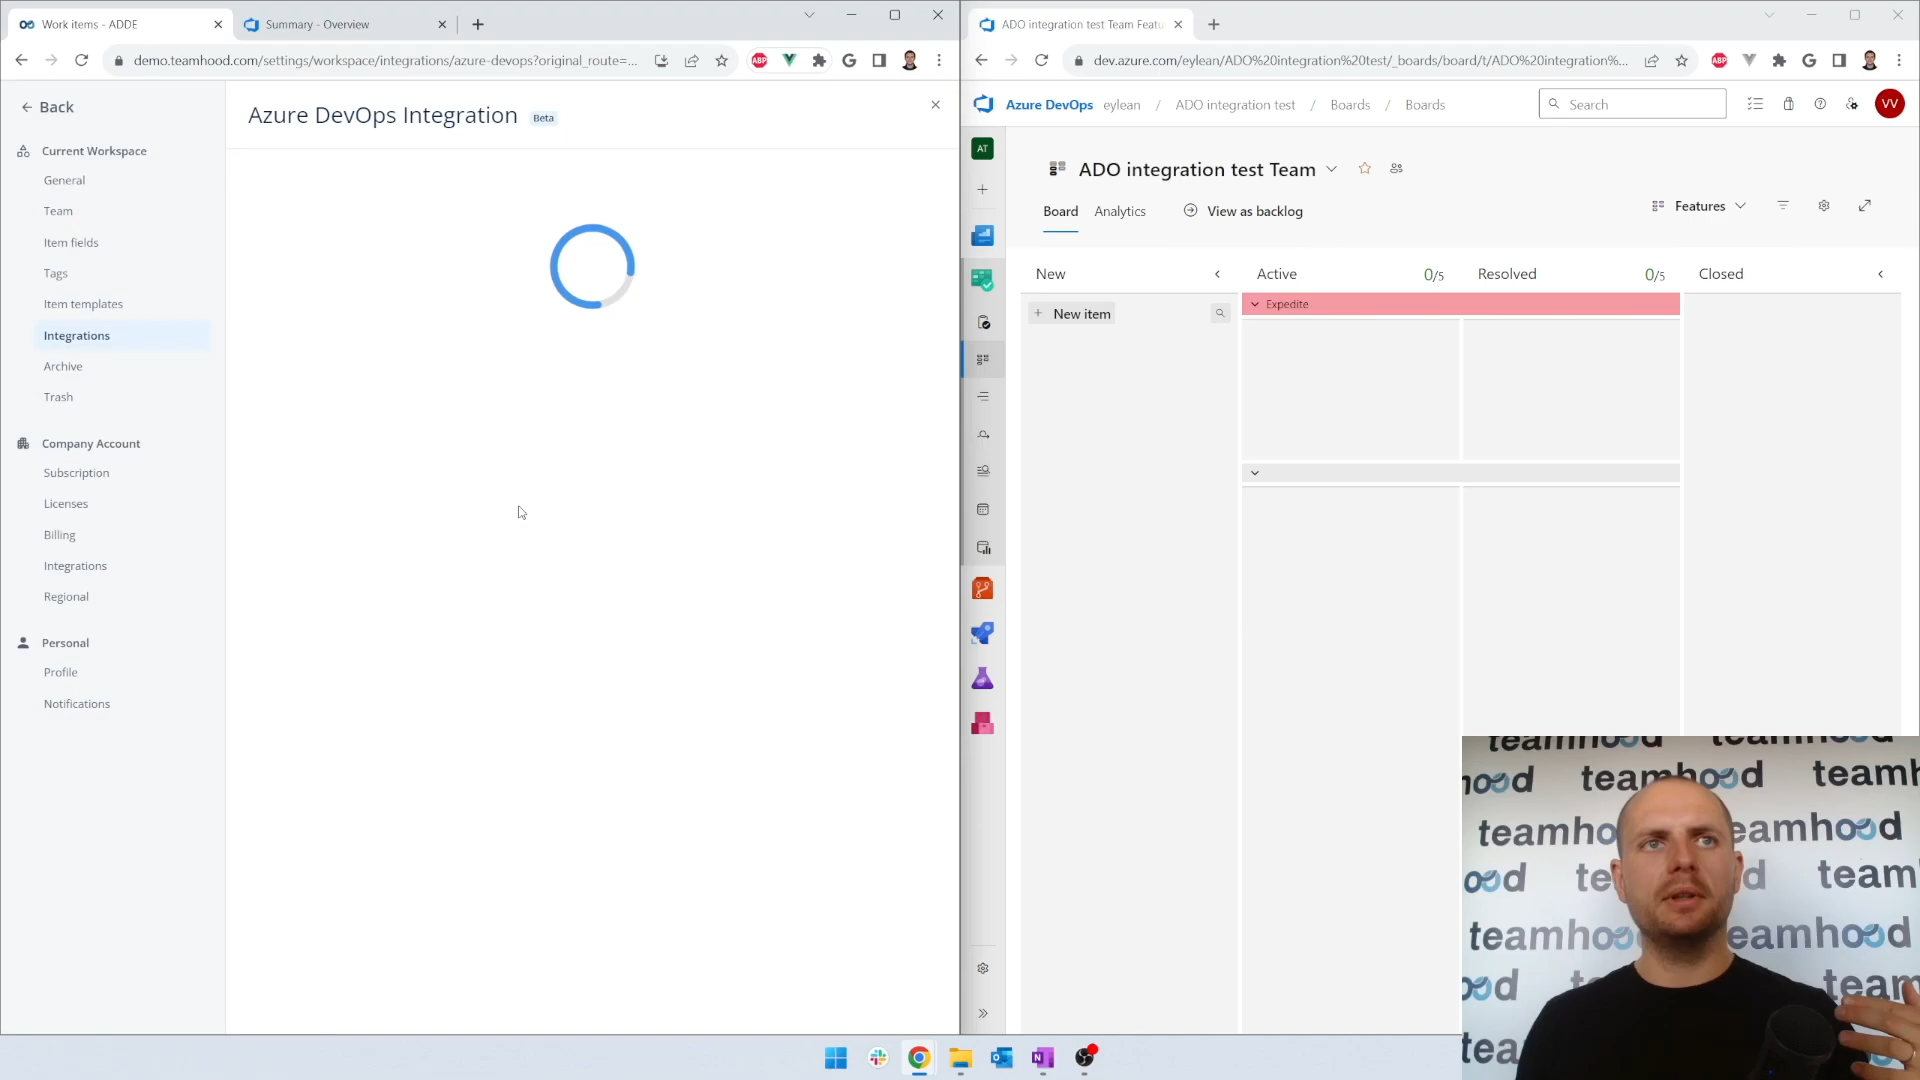 Work items - ADDE
Summary - Overview
demo.teamhood.com/settings/workspace/integrations/azure-devops?original_route=...
ABP
Back
Current Workspace
General
Team
Item fields
Tags
Item templates
Integrations
Archive
Trash
Company Account
Subscription
Licenses
Billing
Integrations
Regional
Personal
Profile
Notifications
Azure DevOps Integration Beta
ADO integration test Team Featu
dev.azure.com/eylean/ADO%20integration%20test/_boards/board/t/ADO%20integration%...
ABP
Azure DevOps eylean / ADO integration test / Boards / Boards
Search
VV
AT
ADO integration test Team
Board Analytics View as backlog
Features
New Active 0/5 Resolved 0/5 Closed
New item
Expedite
teamhood
teamhood
teamhood